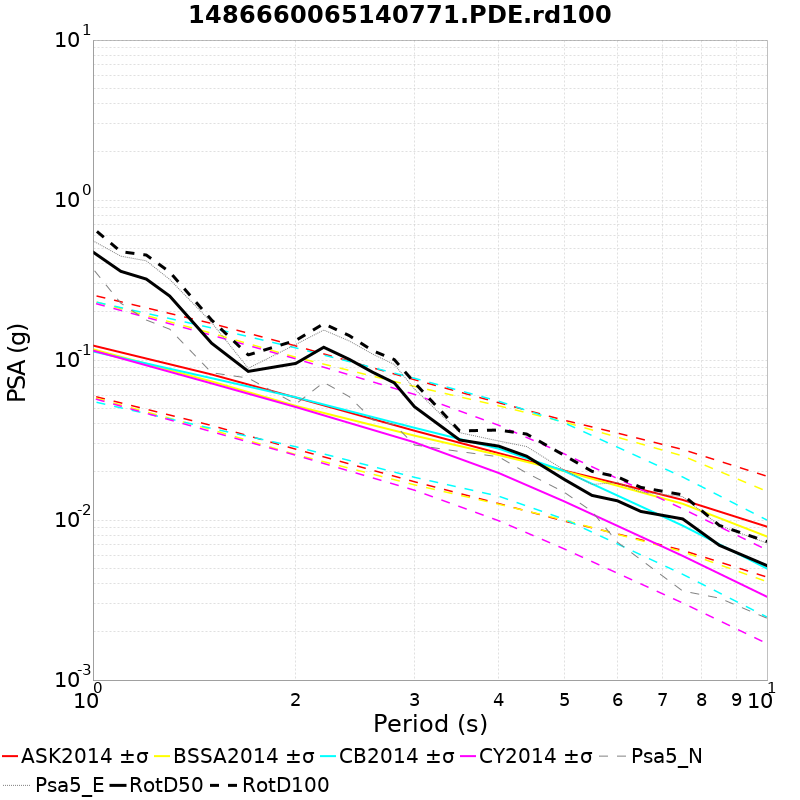 14866660065140771.PDE.rd100
10^1
10^0
10^-1
10^-2
10^-3
PSA (g)
10^0 2 3 4 5 6 7 8 9 10^1
Period (s)
ASK2014 ±σ BSSA2014 ±σ CB2014 ±σ CY2014 ±σ Psa5_N
Psa5_E RotD50 RotD100